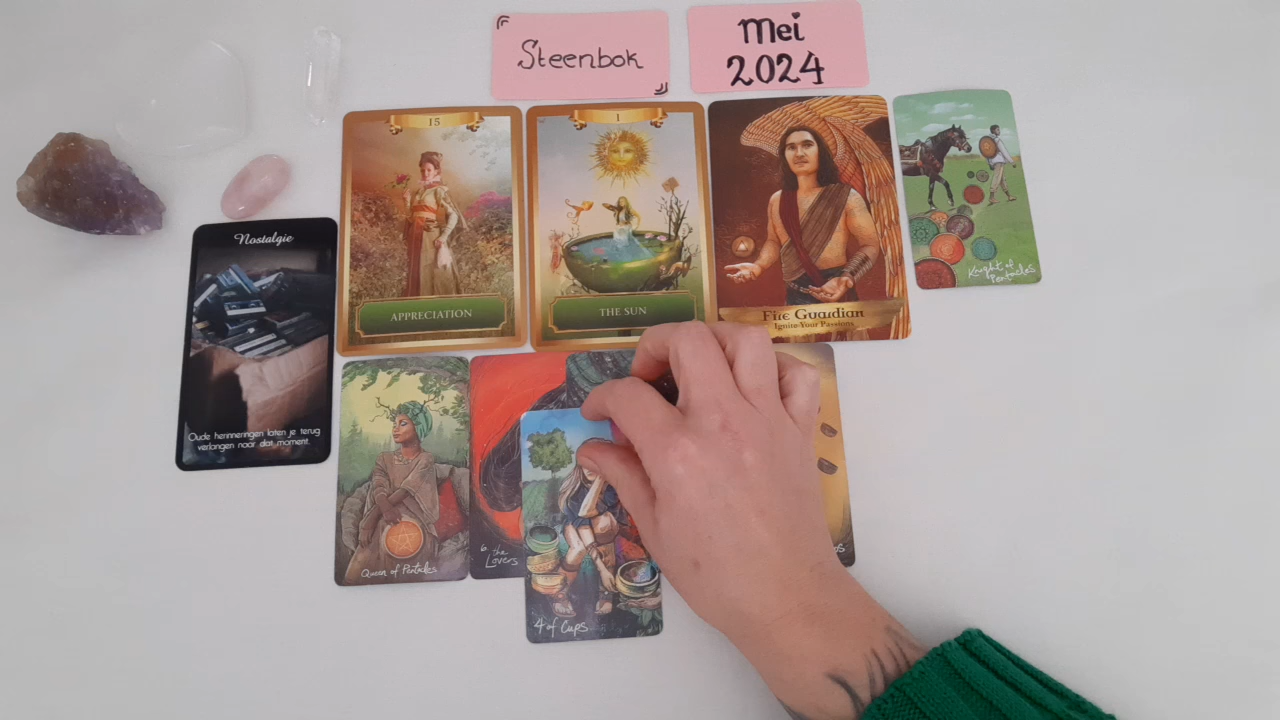 Steenbok
Mei
2024
15
APPRECIATION
1
THE SUN
Fire Guardian
Ignite Your Passions
Knight of
Pentacles
Nostalgie
Oude herinneringen laten je terug
verlangen naar dat moment.
Queen of Pentacles
6 the
Lovers
4 of Cups